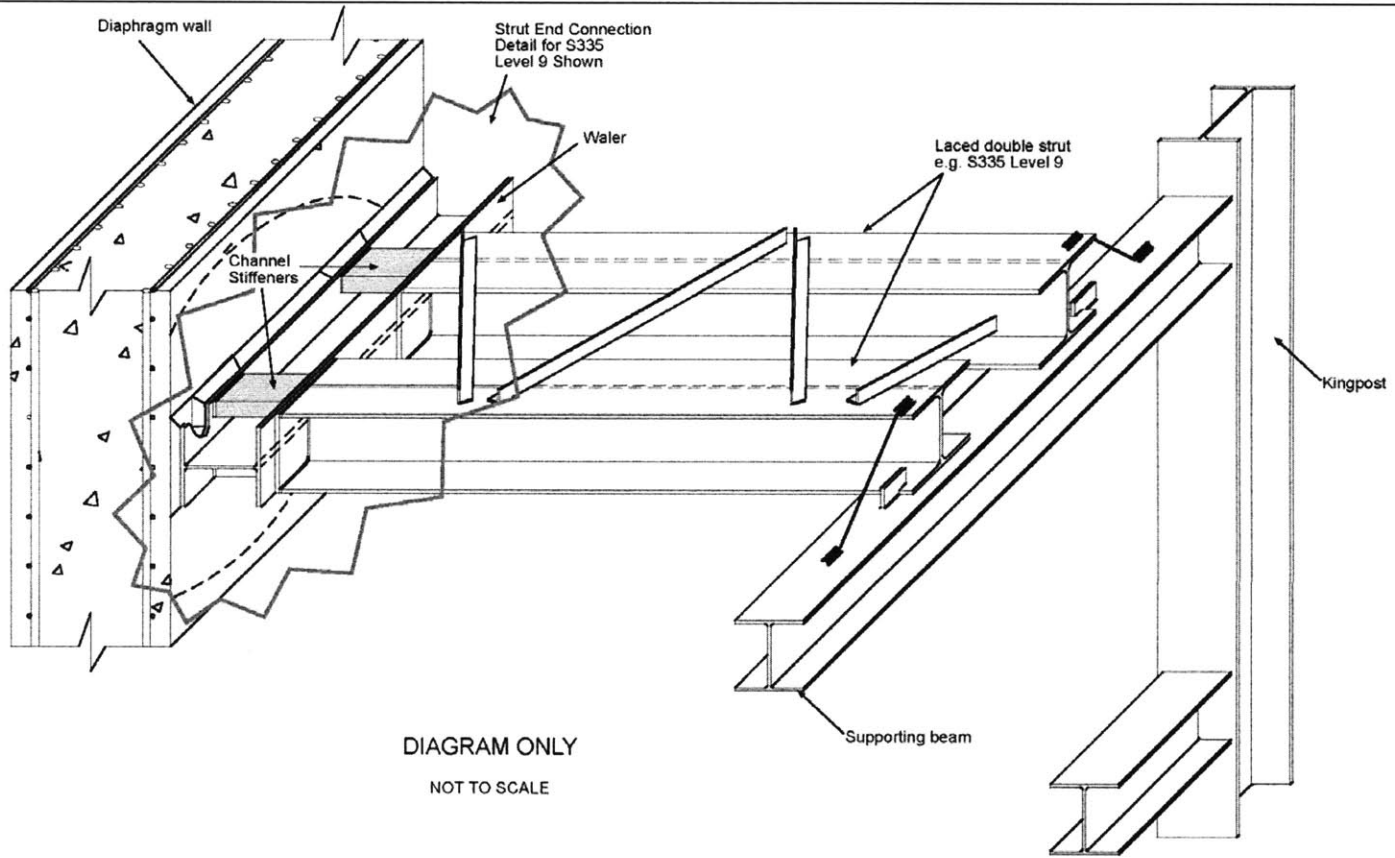 Diaphragm wall
Strut End Connection
Detail for S335
Level 9 Shown
Waler
Laced double strut
e.g. S335 Level 9
Channel
Stiffeners
Kingpost
Supporting beam
DIAGRAM ONLY
NOT TO SCALE